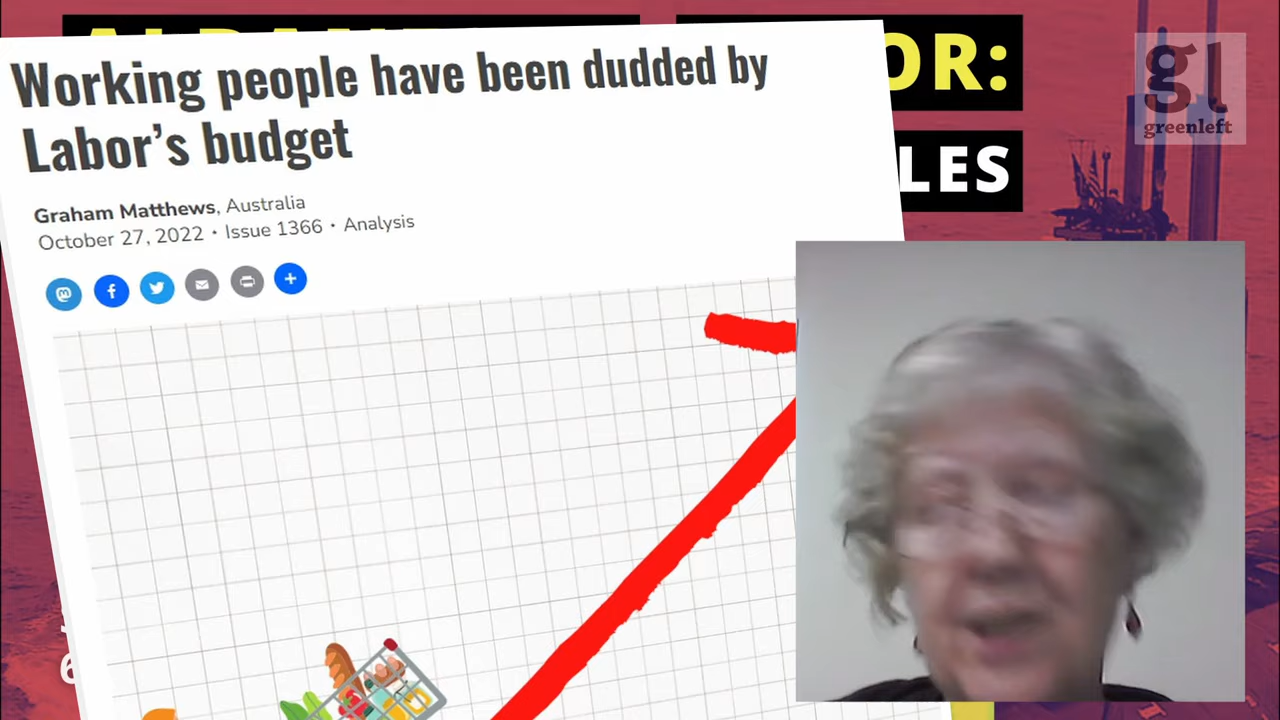 OR:
gl
greenleft
LES
Working people have been dudded by
Labor's budget
Graham Matthews, Australia
October 27, 2022 · Issue 1366 · Analysis
6